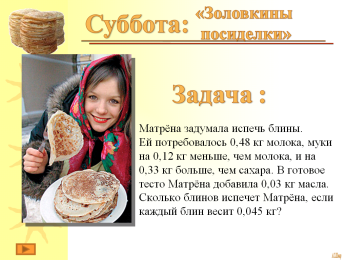 Суббота: «Золовкины
посиделки»
Задача :
Матрёна задумала испечь блины.
Ей потребовалось 0,48 кг молока, муки
на 0,12 кг меньше, чем молока, и на
0,33 кг больше, чем сахара. В готовое
тесто Матрёна добавила 0,03 кг масла.
Сколько блинов испечет Матрёна, если
каждый блин весит 0,045 кг?